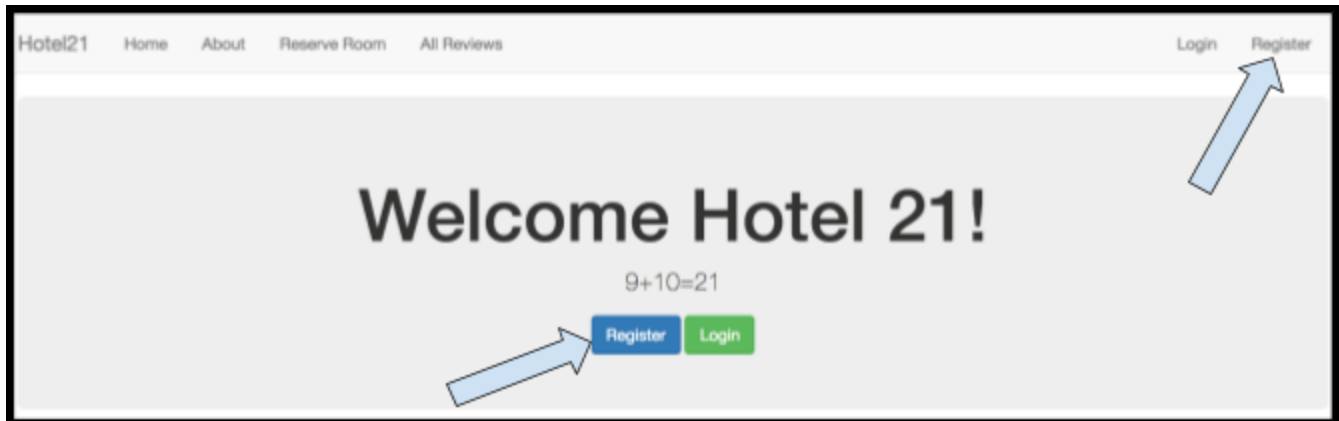 Hotel21 Home About Reserve Room All Reviews Login Register
Welcome Hotel 21!
9+10=21
Register Login